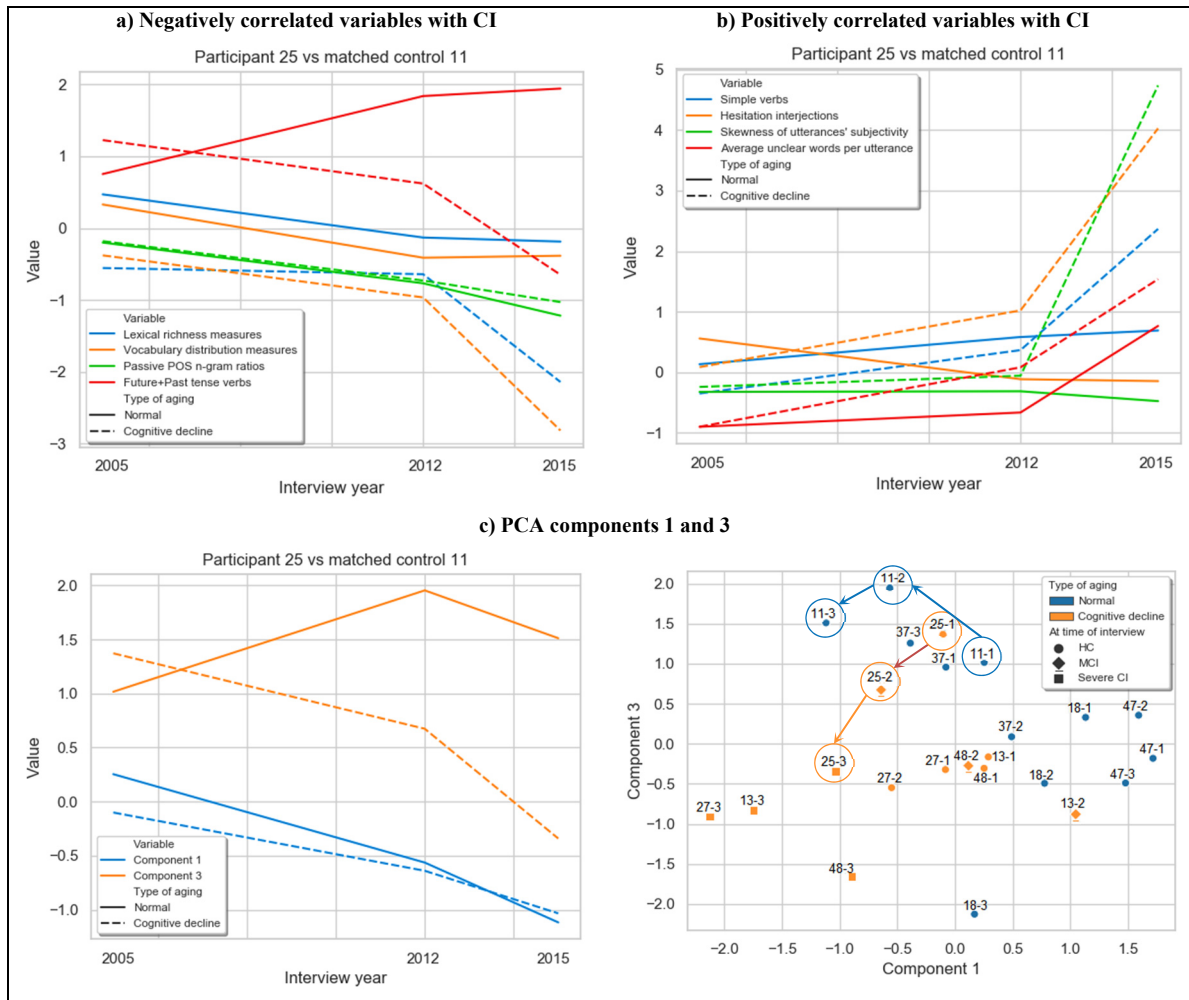 a) Negatively correlated variables with CI
Participant 25 vs matched control 11
2
1
0
−1
−2
−3
Value
Variable
Lexical richness measures
Vocabulary distribution measures
Passive POS n-gram ratios
Future+Past tense verbs
Type of aging
Normal
Cognitive decline
2005
2012
2015
Interview year
b) Positively correlated variables with CI
Participant 25 vs matched control 11
5
4
3
2
1
0
−1
Value
Variable
Simple verbs
Hesitation interjections
Skewness of utterances' subjectivity
Average unclear words per utterance
Type of aging
Normal
Cognitive decline
2005
2012
2015
Interview year
c) PCA components 1 and 3
Participant 25 vs matched control 11
2.0
1.5
1.0
0.5
0.0
−0.5
−1.0
Value
Variable
Component 1
Component 3
Type of aging
Normal
Cognitive decline
2005
2012
2015
Interview year
2.0
1.5
1.0
0.5
0.0
−0.5
−1.0
−1.5
−2.0
Component 3
Type of aging
Normal
Cognitive decline
At time of interview
HC
MCI
Severe CI
11-2
11-3
25-1
37-3
11-1
37-1
25-2
47-2
18-1
37-2
47-1
48-2
13-1
27-1
25-3
48-1
47-3
18-2
27-2
13-2
27-3
13-3
48-3
18-3
−2.0
−1.5
−1.0
−0.5
0.0
0.5
1.0
1.5
Component 1